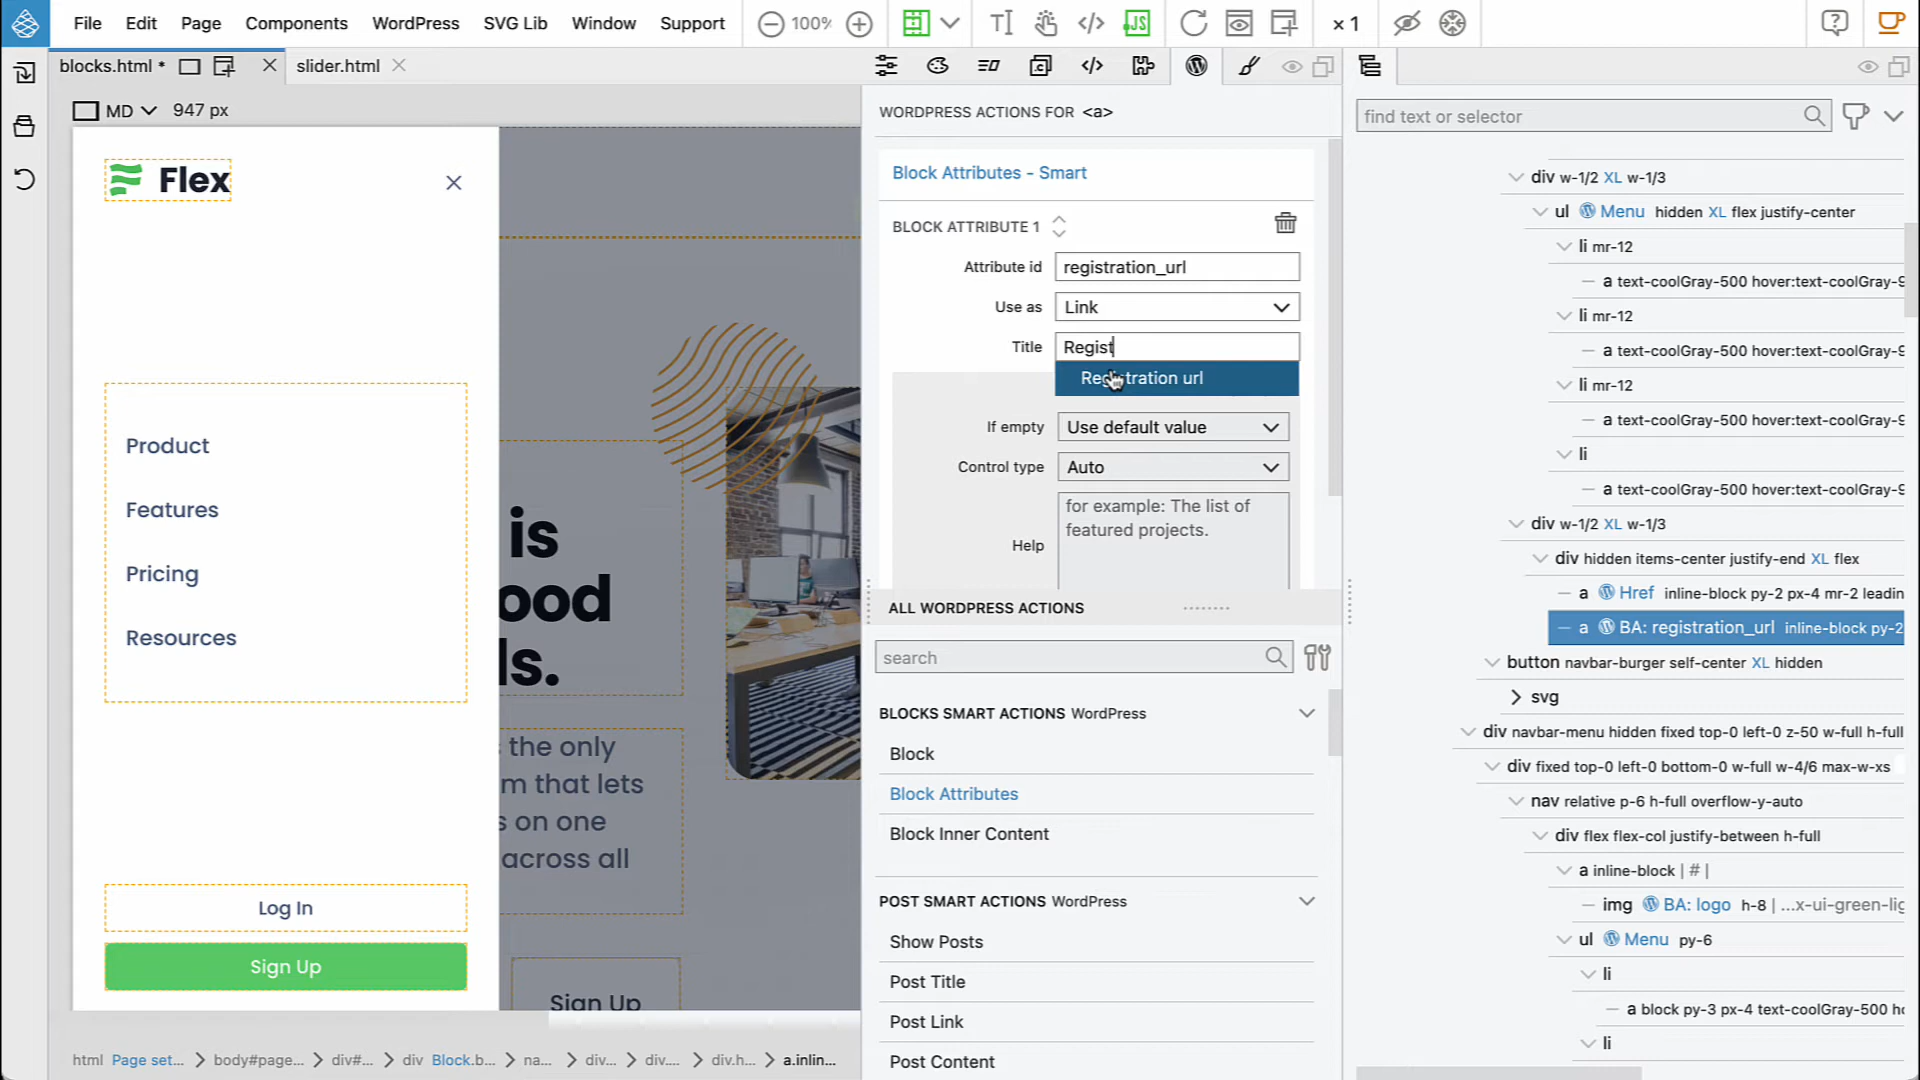 File Edit Page Components WordPress SVG Lib Window Support 100% JS × 1
blocks.html * slider.html
MD 947 px
Flex
Product
Features
Pricing
Resources
Log In
Sign Up
is
ood
ls.
the only
m that lets
s on one
across all
Sign Up
html Page set... body#page... div#... div Block.b... na... div... div.... div.h... a.inlin...
WORDPRESS ACTIONS FOR <a>
Block Attributes - Smart
BLOCK ATTRIBUTE 1
Attribute id registration_url
Use as Link
Title Regist
Registration url
If empty Use default value
Control type Auto
Help for example: The list of
featured projects.
ALL WORDPRESS ACTIONS
search
BLOCKS SMART ACTIONS WordPress
Block
Block Attributes
Block Inner Content
POST SMART ACTIONS WordPress
Show Posts
Post Title
Post Link
Post Content
find text or selector
div w-1/2 XL w-1/3
ul Menu hidden XL flex justify-center
li mr-12
a text-coolGray-500 hover:text-coolGray-9
li mr-12
a text-coolGray-500 hover:text-coolGray-9
li mr-12
a text-coolGray-500 hover:text-coolGray-9
li
a text-coolGray-500 hover:text-coolGray-9
div w-1/2 XL w-1/3
div hidden items-center justify-end XL flex
a Href inline-block py-2 px-4 mr-2 leadin
a BA: registration_url inline-block py-2
button navbar-burger self-center XL hidden
svg
div navbar-menu hidden fixed top-0 left-0 z-50 w-full h-full
div fixed top-0 left-0 bottom-0 w-full w-4/6 max-w-xs
nav relative p-6 h-full overflow-y-auto
div flex flex-col justify-between h-full
a inline-block | # |
img BA: logo h-8 | ...x-ui-green-lig
ul Menu py-6
li
a block py-3 px-4 text-coolGray-500 ho
li